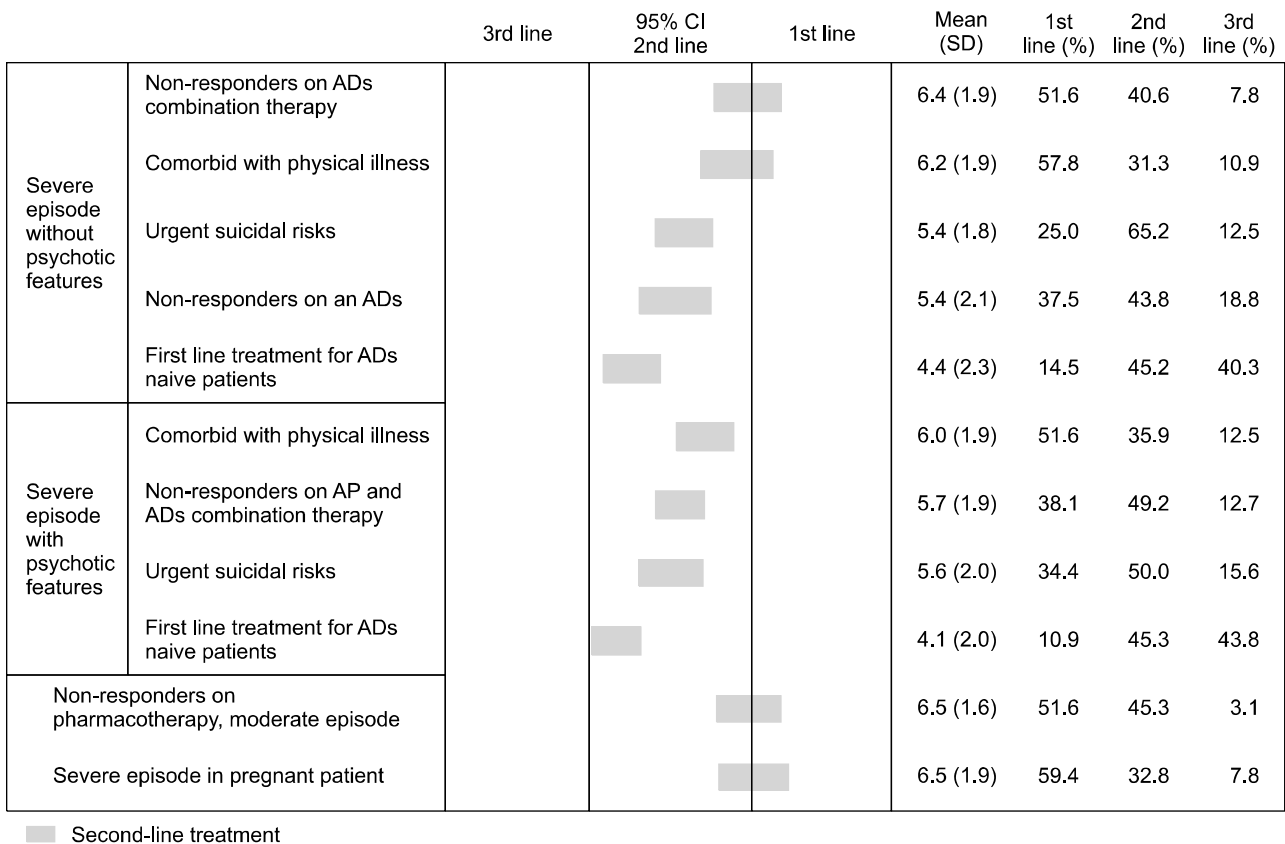 3rd line 95% CI 1st line Mean 1st 2nd 3rd
2nd line (SD) line (%) line (%) line (%)
Severe
episode
without
psychotic
features
Non-responders on ADs
combination therapy
6.4 (1.9) 51.6 40.6 7.8
Comorbid with physical illness 6.2 (1.9) 57.8 31.3 10.9
Urgent suicidal risks 5.4 (1.8) 25.0 65.2 12.5
Non-responders on an ADs 5.4 (2.1) 37.5 43.8 18.8
First line treatment for ADs
naive patients
4.4 (2.3) 14.5 45.2 40.3
Severe
episode
with
psychotic
features
Comorbid with physical illness 6.0 (1.9) 51.6 35.9 12.5
Non-responders on AP and
ADs combination therapy
5.7 (1.9) 38.1 49.2 12.7
Urgent suicidal risks 5.6 (2.0) 34.4 50.0 15.6
First line treatment for ADs
naive patients
4.1 (2.0) 10.9 45.3 43.8
Non-responders on
pharmacotherapy, moderate episode
6.5 (1.6) 51.6 45.3 3.1
Severe episode in pregnant patient 6.5 (1.9) 59.4 32.8 7.8
Second-line treatment